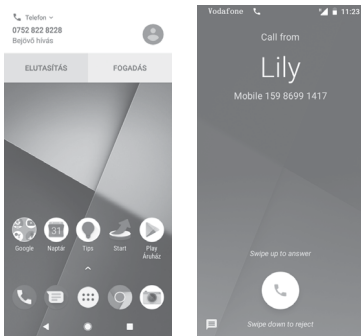 Telefon
0752 822 8228
Bejövő hívás
ELUTASÍTÁS FOGADÁS
31
Google Naptár Tips Start Play Áruház
Vodafone 11:23
Call from
Lily
Mobile 159 8699 1417
Swipe up to answer
Swipe down to reject